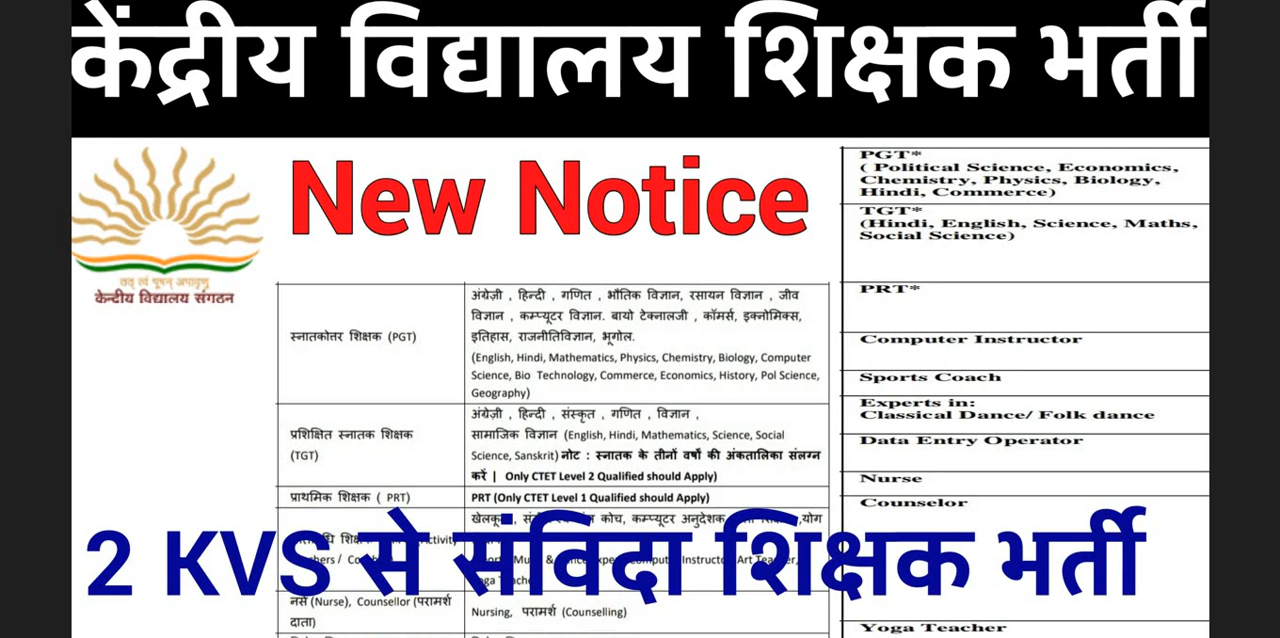 केंद्रीय विद्यालय शिक्षक भर्ती
New Notice
तत् त्वं पूषन् अपावृणु
केन्द्रीय विद्यालय संगठन
स्नातकोत्तर शिक्षक (PGT)
अंग्रेज़ी , हिन्दी , गणित , भौतिक विज्ञान, रसायन विज्ञान , जीव
विज्ञान , कम्प्यूटर विज्ञान. बायो टेक्नालजी , कॉमर्स, इक्नोमिक्स,
इतिहास, राजनीतिविज्ञान, भूगोल.
(English, Hindi, Mathematics, Physics, Chemistry, Biology, Computer
Science, Bio Technology, Commerce, Economics, History, Pol Science,
Geography)
प्रशिक्षित स्नातक शिक्षक
(TGT)
अंग्रेज़ी , हिन्दी , संस्कृत , गणित , विज्ञान ,
सामाजिक विज्ञान (English, Hindi, Mathematics, Science, Social
Science, Sanskrit) नोट : स्नातक के तीनों वर्षों की अंकतालिका संलग्न
करें | Only CTET Level 2 Qualified should Apply)
प्राथमिक शिक्षक ( PRT)
PRT (Only CTET Level 1 Qualified should Apply)
कोच, कम्प्यूटर अनुदेशक ,योग
नर्स (Nurse), Counsellor (परामर्श
दाता)
Nursing, परामर्श (Counselling)
PGT*
( Political Science, Economics,
Chemistry, Physics, Biology,
Hindi, Commerce)
TGT*
(Hindi, English, Science, Maths,
Social Science)
PRT*
Computer Instructor
Sports Coach
Experts in:
Classical Dance/ Folk dance
Data Entry Operator
Nurse
Counselor
Yoga Teacher
2 KVS से संविदा शिक्षक भर्ती